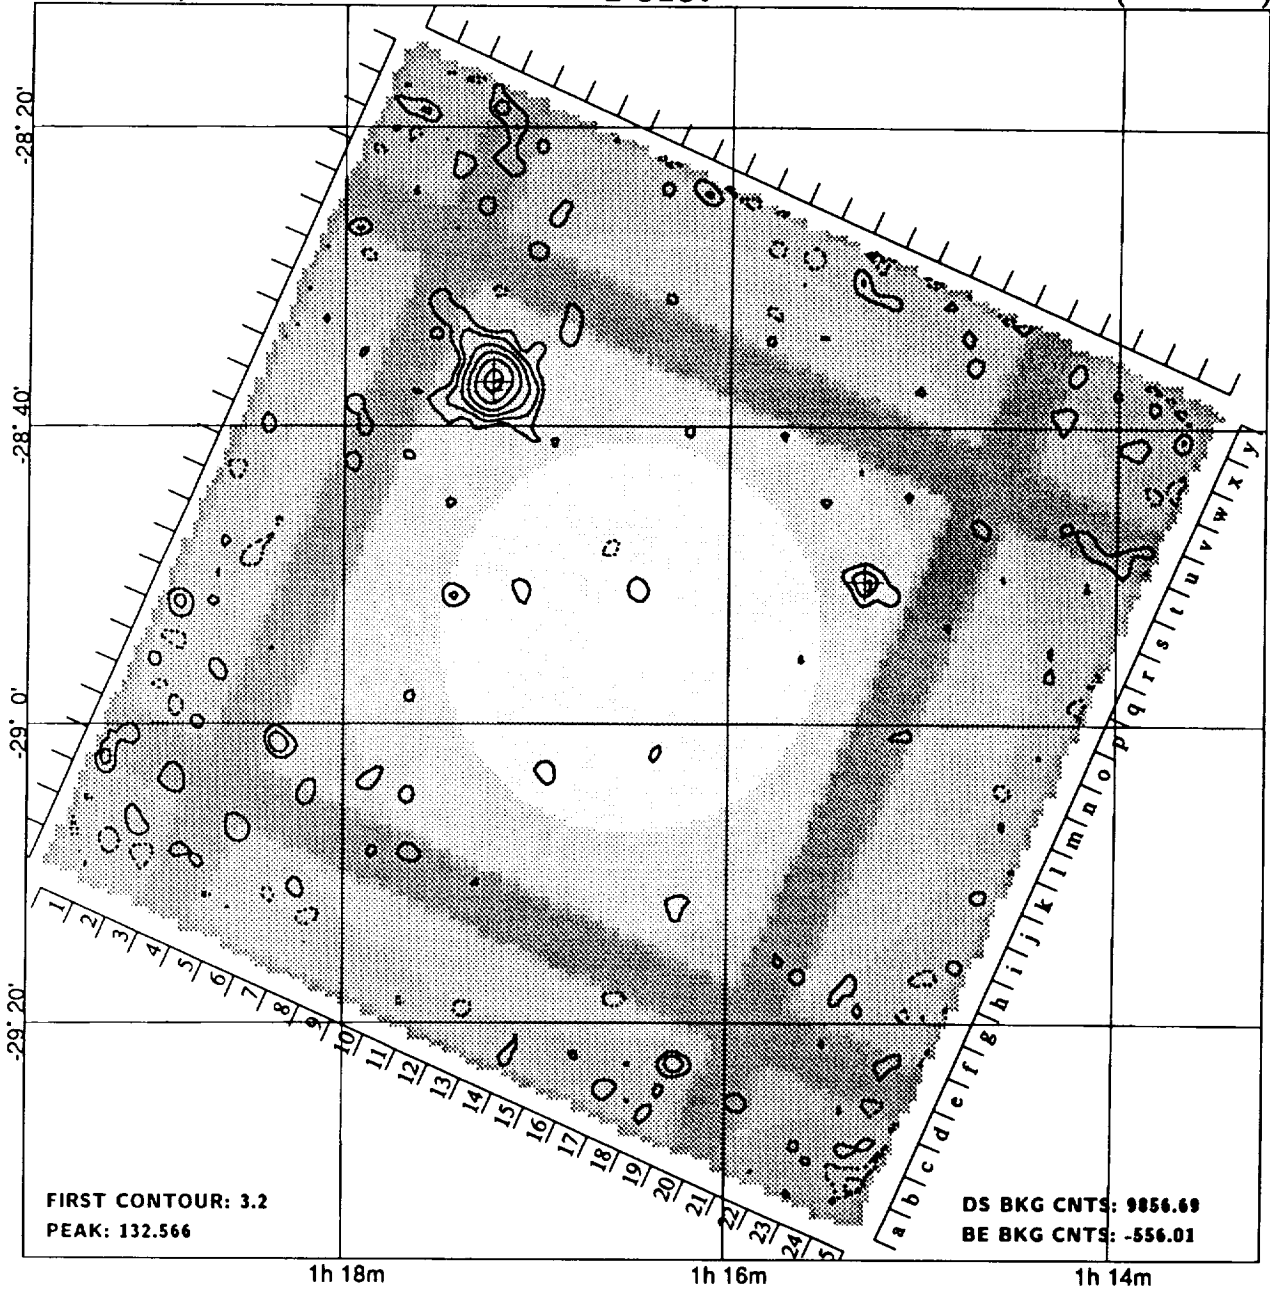 -28° 20'
-28° 40'
-29° 0'
-29° 20'
1 2 3 4 5 6 7 8 9 10 11 12 13 14 15 16 17 18 19 20 21 22 23 24
a b c d e f g h i j k l m n o p q r s t u v w x y
FIRST CONTOUR: 3.2
PEAK: 132.566
DS BKG CNTS: 9856.69
BE BKG CNTS: -556.01
1h 18m
1h 16m
1h 14m